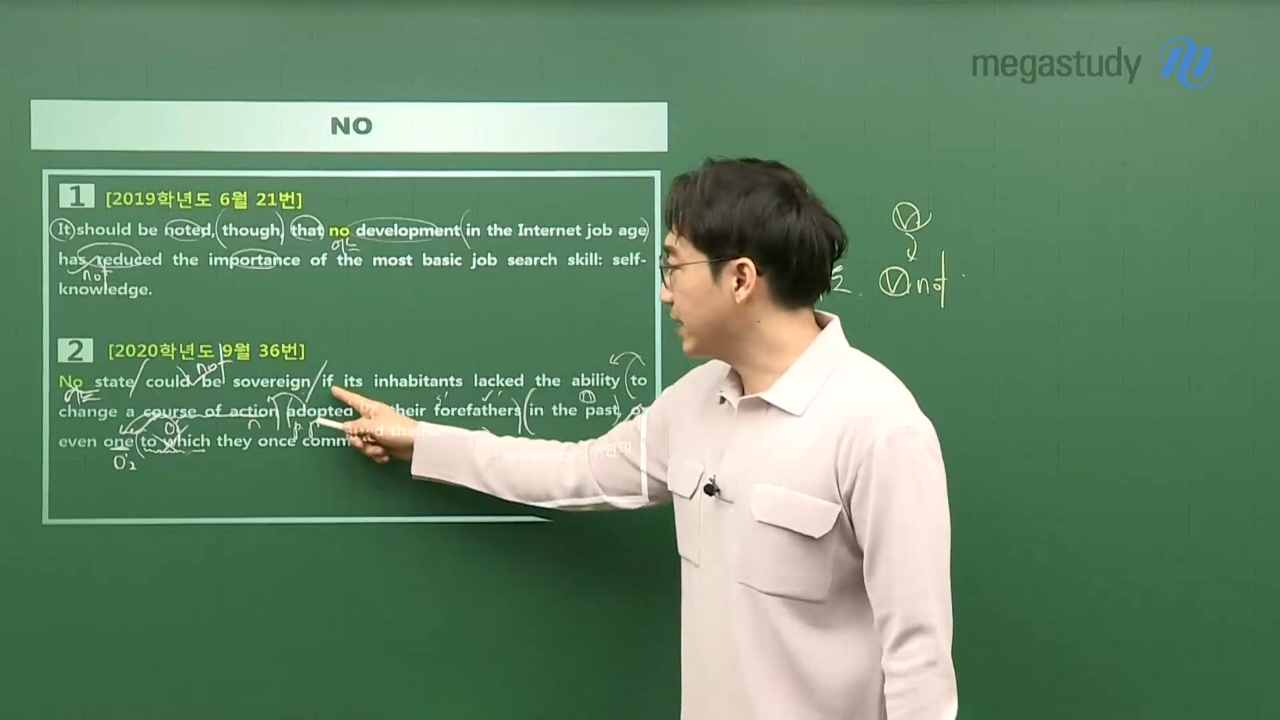 megastudy
NO
1 [2019학년도 6월 21번]
It should be noted, though, that no development in the Internet job age
has reduced the importance of the most basic job search skill: self-
not
knowledge.
V
V not
2 [2020학년도 9월 36번]
not
No state could be sovereign if its inhabitants lacked the ability to
change a course of action adopted by their forefathers in the past, or
even one to which they once
O'2